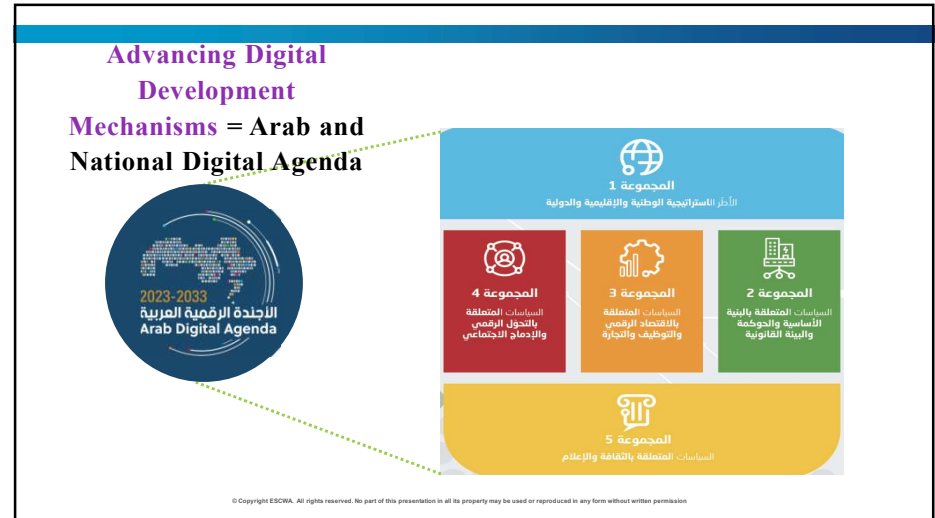 Advancing Digital
Development
Mechanisms = Arab and
National Digital Agenda
2023-2033
الأجندة الرقمية العربية
Arab Digital Agenda
المجموعة 1
الأطر الاستراتيجية الوطنية والإقليمية والدولية
المجموعة 2
السياسات المتعلقة بالبنية
الأساسية والحوكمة
والبيئة القانونية
المجموعة 3
السياسات المتعلقة
بالاقتصاد الرقمي
والتوظيف والتجارة
المجموعة 4
السياسات المتعلقة
بالتحوّل الرقمي
والإدماج الاجتماعي
المجموعة 5
السياسات المتعلقة بالثقافة والإعلام
© Copyright ESCWA. All rights reserved. No part of this presentation in all its property may be used or reproduced in any form without written permission